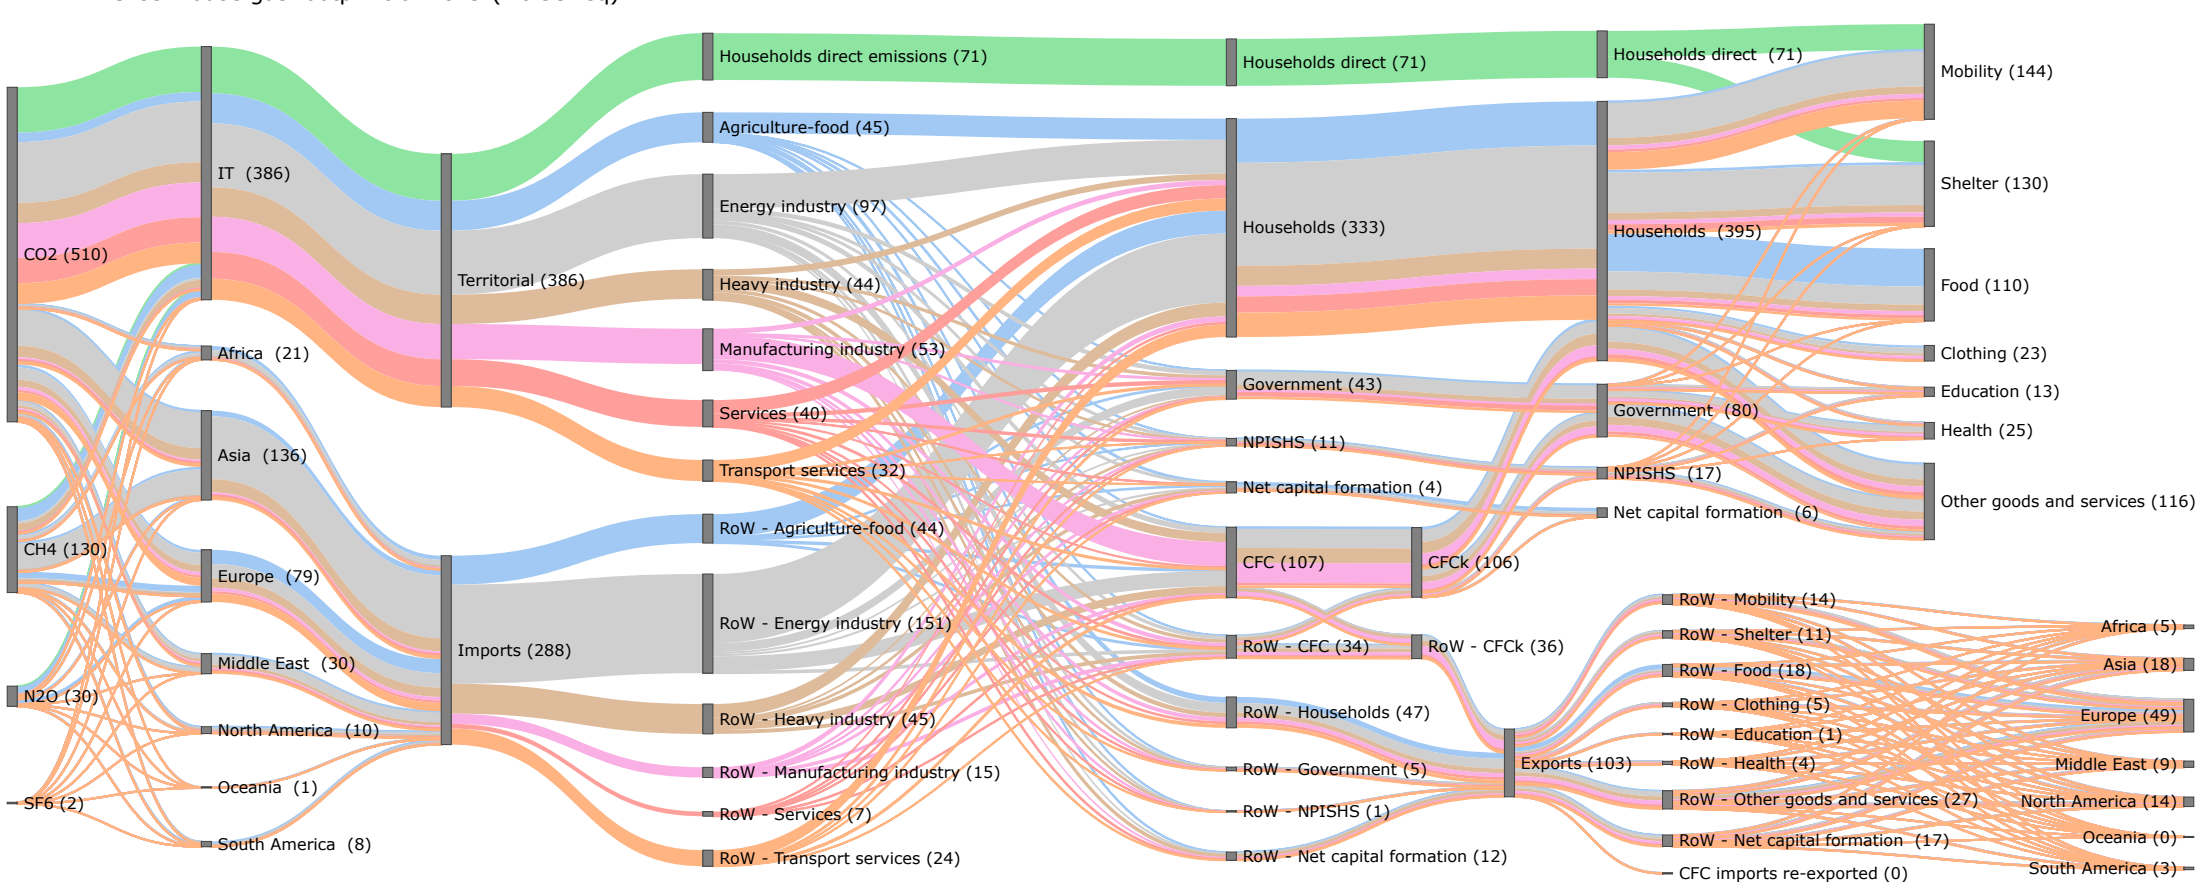 CO2 (510)
CH4 (130)
N2O (30)
SF6 (2)
IT (386)
Africa (21)
Asia (136)
Europe (79)
Middle East (30)
North America (10)
Oceania (1)
South America (8)
Territorial (386)
Imports (288)
Households direct emissions (71)
Agriculture-food (45)
Energy industry (97)
Heavy industry (44)
Manufacturing industry (53)
Services (40)
Transport services (32)
RoW - Agriculture-food (44)
RoW - Energy industry (151)
RoW - Heavy industry (45)
RoW - Manufacturing industry (15)
RoW - Services (7)
RoW - Transport services (24)
Households direct (71)
Households (333)
Government (43)
NPISHS (11)
Net capital formation (4)
CFC (107)
RoW - CFC (34)
RoW - Households (47)
RoW - Government (5)
RoW - NPISHS (1)
RoW - Net capital formation (12)
CFCk (106)
RoW - CFCk (36)
Exports (103)
Households direct (71)
Households (395)
Government (80)
NPISHS (17)
Net capital formation (6)
RoW - Mobility (14)
RoW - Shelter (11)
RoW - Food (18)
RoW - Clothing (5)
RoW - Education (1)
RoW - Health (4)
RoW - Other goods and services (27)
RoW - Net capital formation (17)
CFC imports re-exported (0)
Mobility (144)
Shelter (130)
Food (110)
Clothing (23)
Education (13)
Health (25)
Other goods and services (116)
Africa (5)
Asia (18)
Europe (49)
Middle East (9)
North America (14)
Oceania (0)
South America (3)